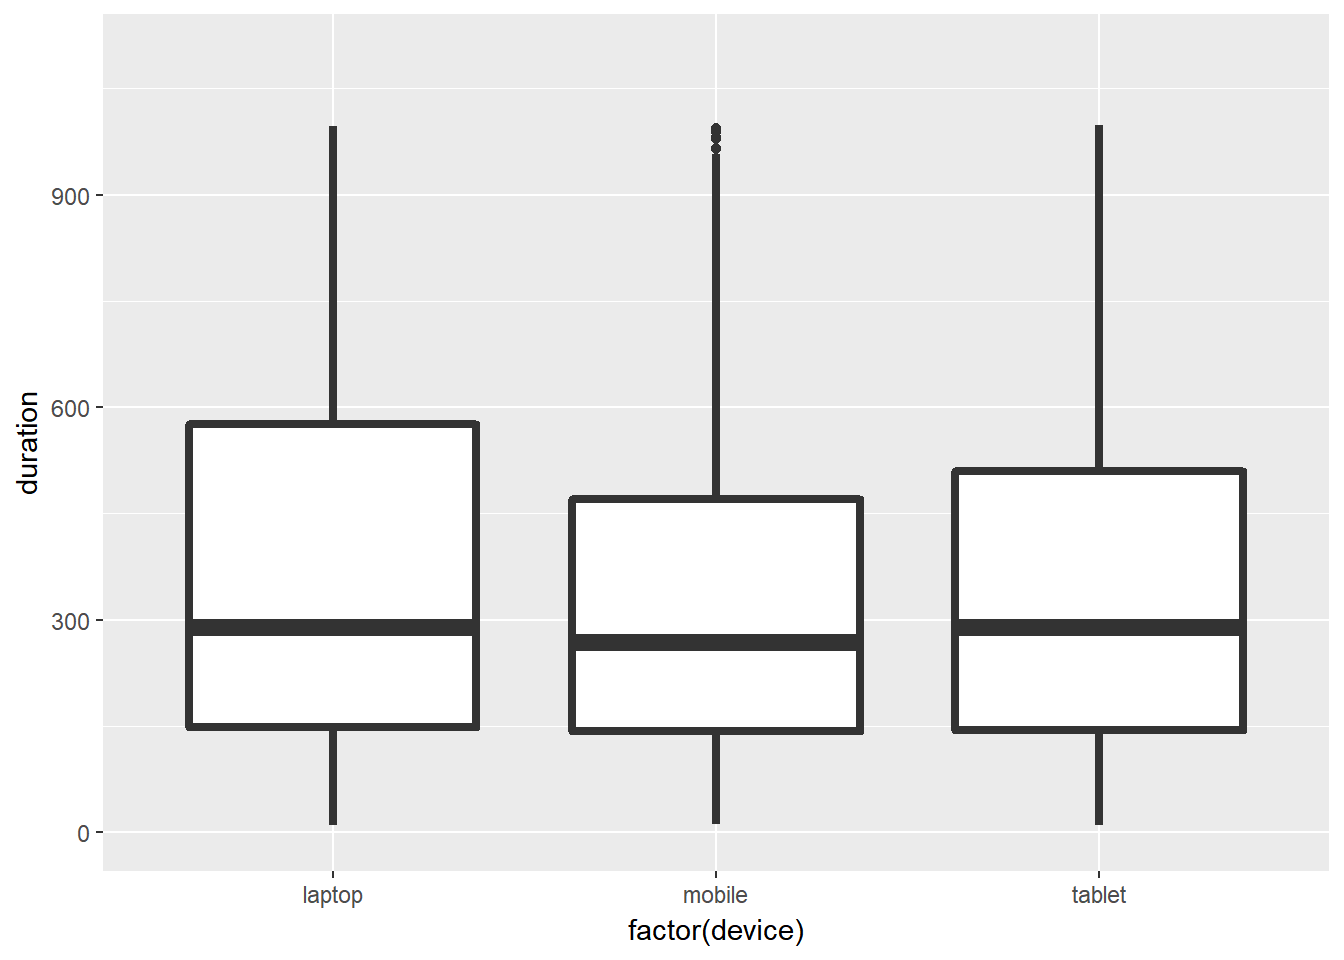 duration
900
600
300
0
laptop mobile tablet
factor(device)